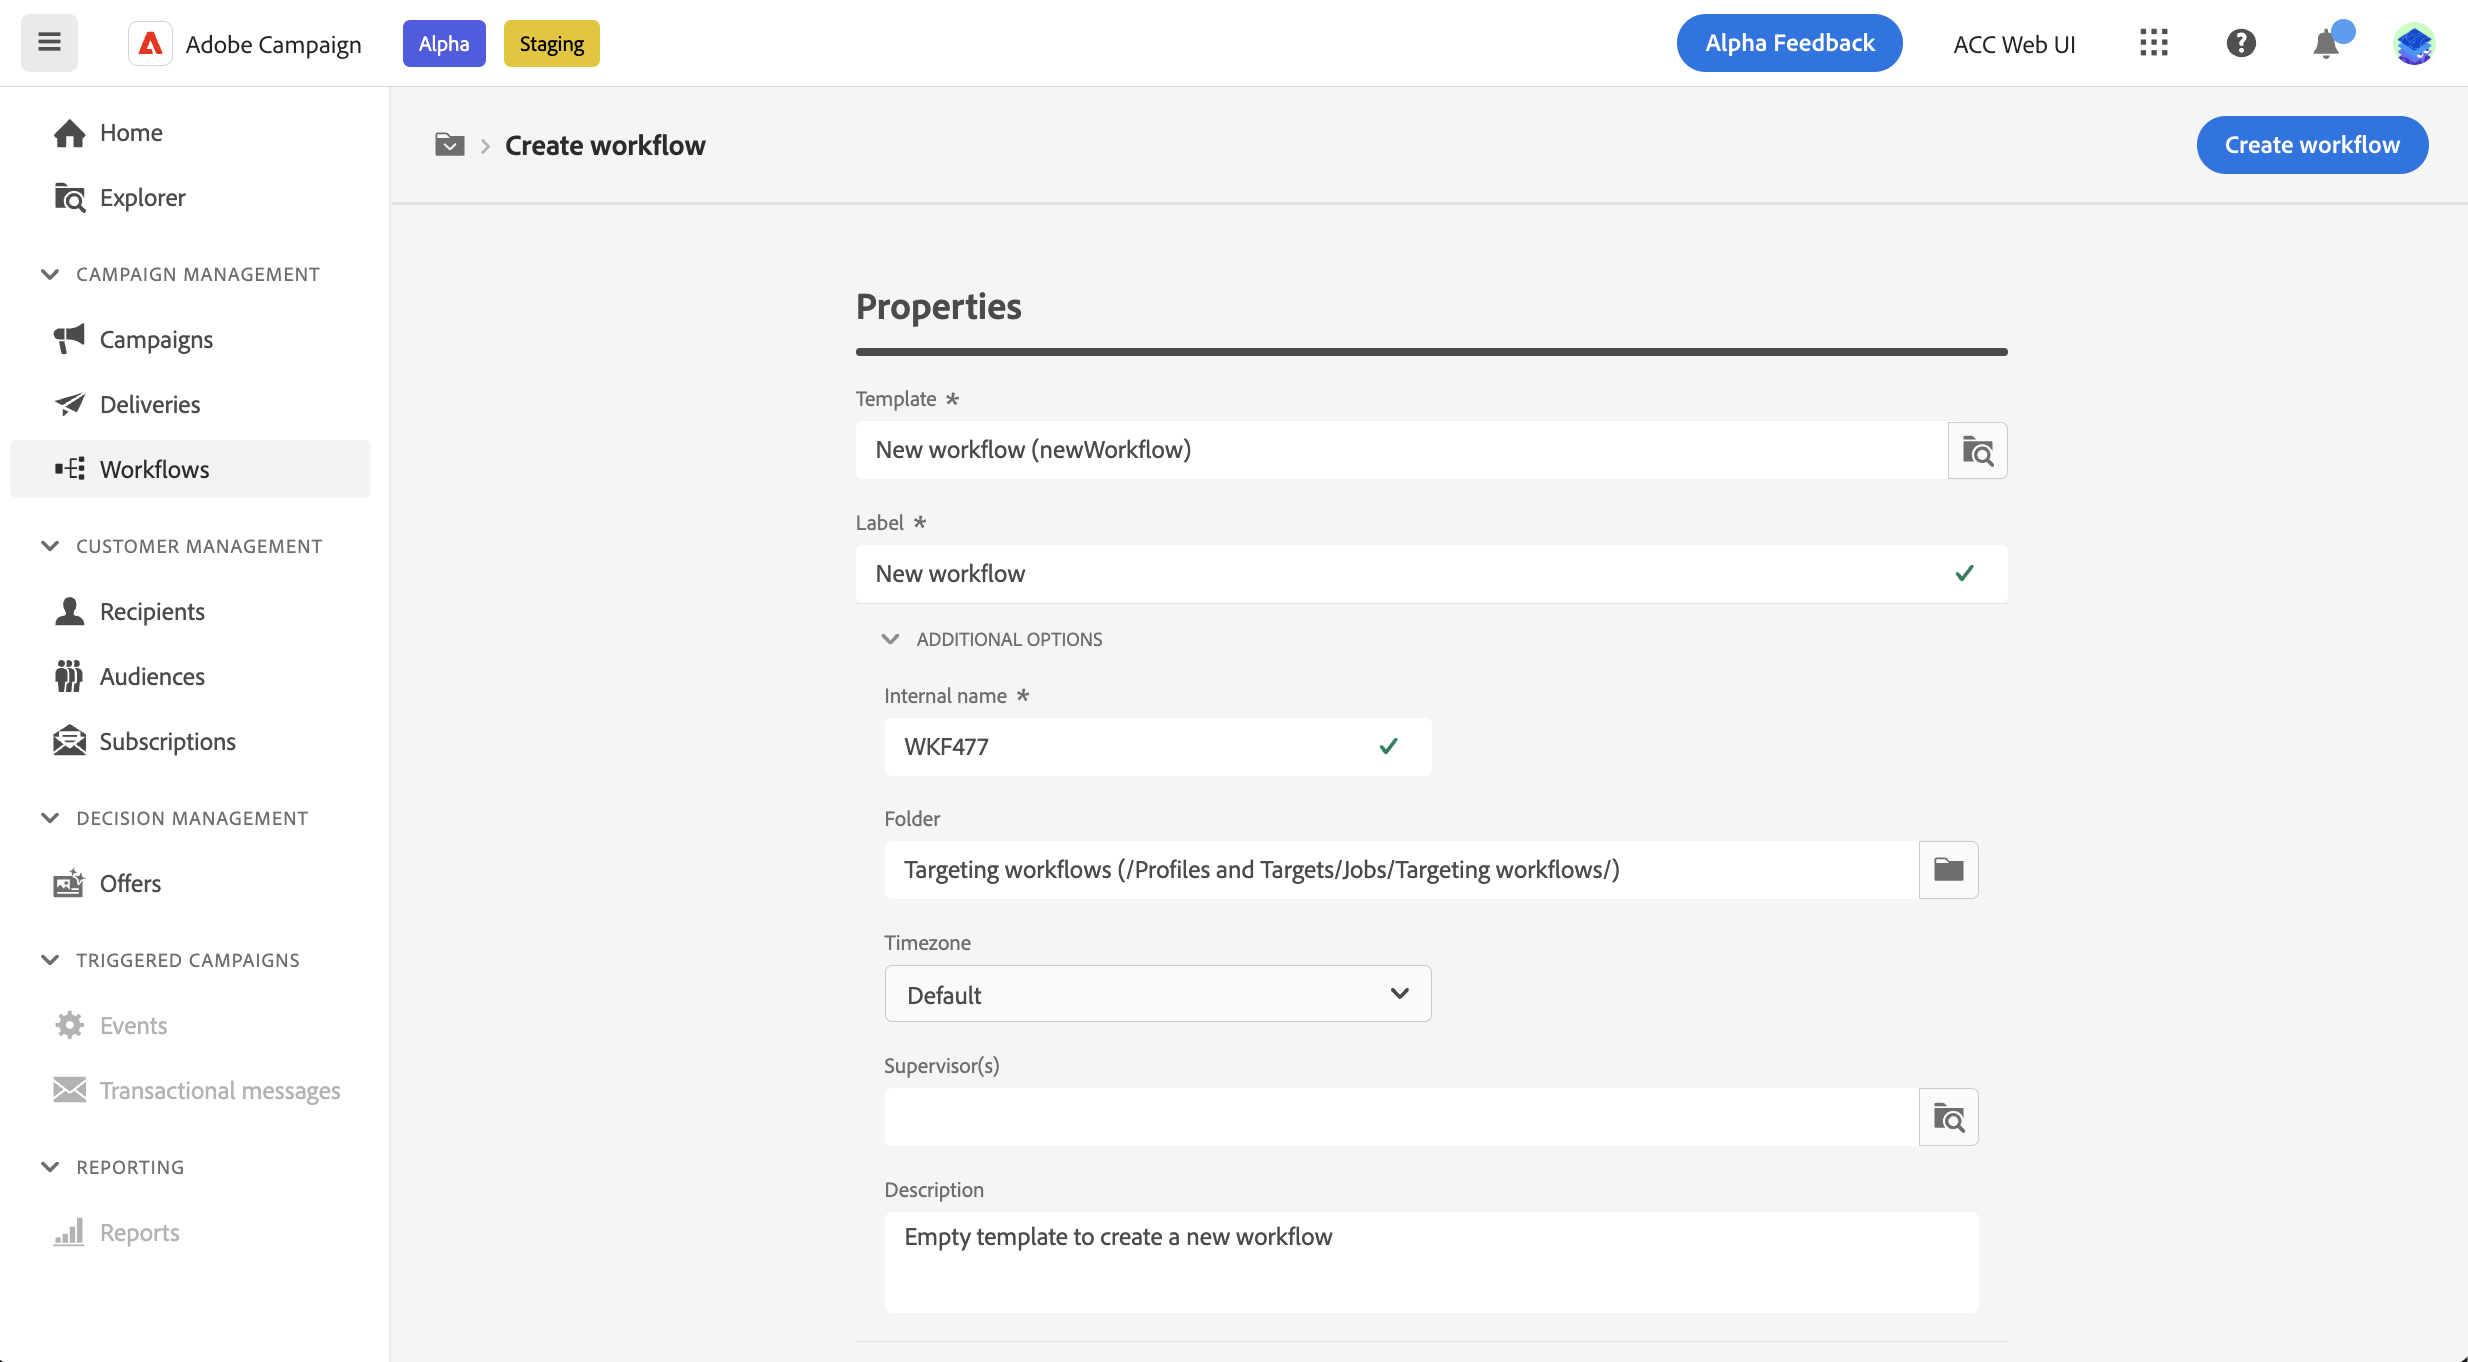 Adobe Campaign
Alpha
Staging
Alpha Feedback
ACC Web UI
Home
Explorer
CAMPAIGN MANAGEMENT
Campaigns
Deliveries
Workflows
CUSTOMER MANAGEMENT
Recipients
Audiences
Subscriptions
DECISION MANAGEMENT
Offers
TRIGGERED CAMPAIGNS
Events
Transactional messages
REPORTING
Reports
Create workflow
Create workflow
Properties
Template *
New workflow (newWorkflow)
Label *
New workflow
ADDITIONAL OPTIONS
Internal name *
WKF477
Folder
Targeting workflows (/Profiles and Targets/Jobs/Targeting workflows/)
Timezone
Default
Supervisor(s)
Description
Empty template to create a new workflow